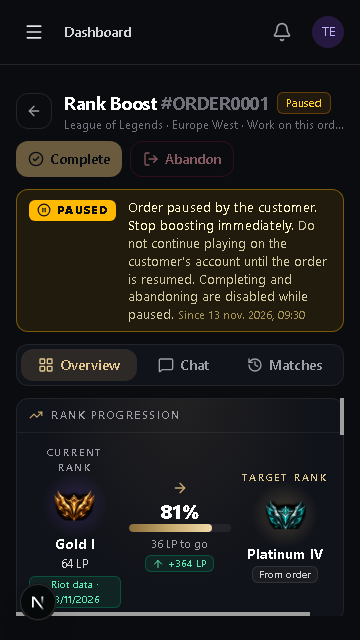 Dashboard
TE
Rank Boost #ORDER0001 Paused
League of Legends · Europe West · Work on this ord...
Complete
Abandon
PAUSED
Order paused by the customer.
Stop boosting immediately. Do
not continue playing on the
customer's account until the order
is resumed. Completing and
abandoning are disabled while
paused. Since 13 nov. 2026, 09:30
Overview
Chat
Matches
RANK PROGRESSION
CURRENT
RANK
Gold I
64 LP
Riot data ·
3/11/2026
81%
36 LP to go
+364 LP
TARGET RANK
Platinum IV
From order
N